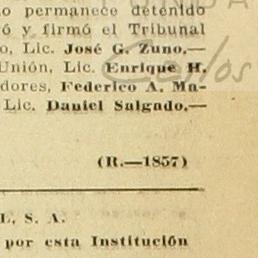 o permanece detenido
ó y firmó el Tribunal
o, Lic. José G. Zuno.—
Unión, Lic. Enrique H.
dores, Federico A. Ma-
Lic. Daniel Salgado.—
(R.—1857)
L, S. A.
por esta Institución